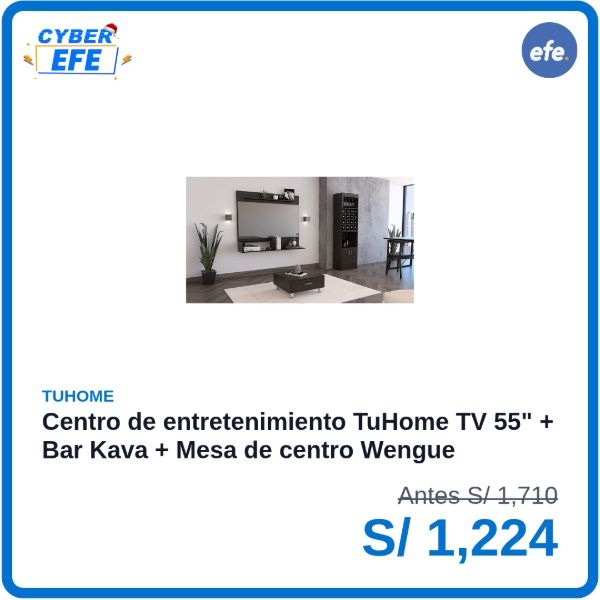 CYBER
EFE
efe.
TUHOME
Centro de entretenimiento TuHome TV 55" +
Bar Kava + Mesa de centro Wengue
Antes S/ 1,710
S/ 1,224